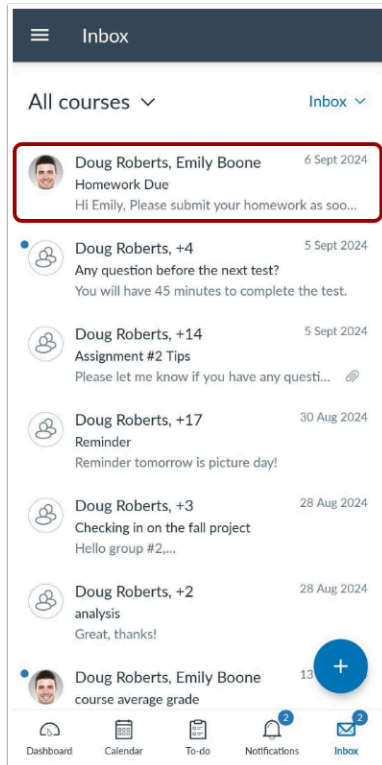 Inbox
All courses
Inbox
Doug Roberts, Emily Boone 6 Sept 2024
Homework Due
Hi Emily, Please submit your homework as soo...
Doug Roberts, +4 5 Sept 2024
Any question before the next test?
You will have 45 minutes to complete the test.
Doug Roberts, +14 5 Sept 2024
Assignment #2 Tips
Please let me know if you have any questi...
Doug Roberts, +17 30 Aug 2024
Reminder
Reminder tomorrow is picture day!
Doug Roberts, +3 28 Aug 2024
Checking in on the fall project
Hello group #2,...
Doug Roberts, +2 28 Aug 2024
analysis
Great, thanks!
Doug Roberts, Emily Boone 13
course average grade
+
2 2
Dashboard Calendar To-do Notifications Inbox